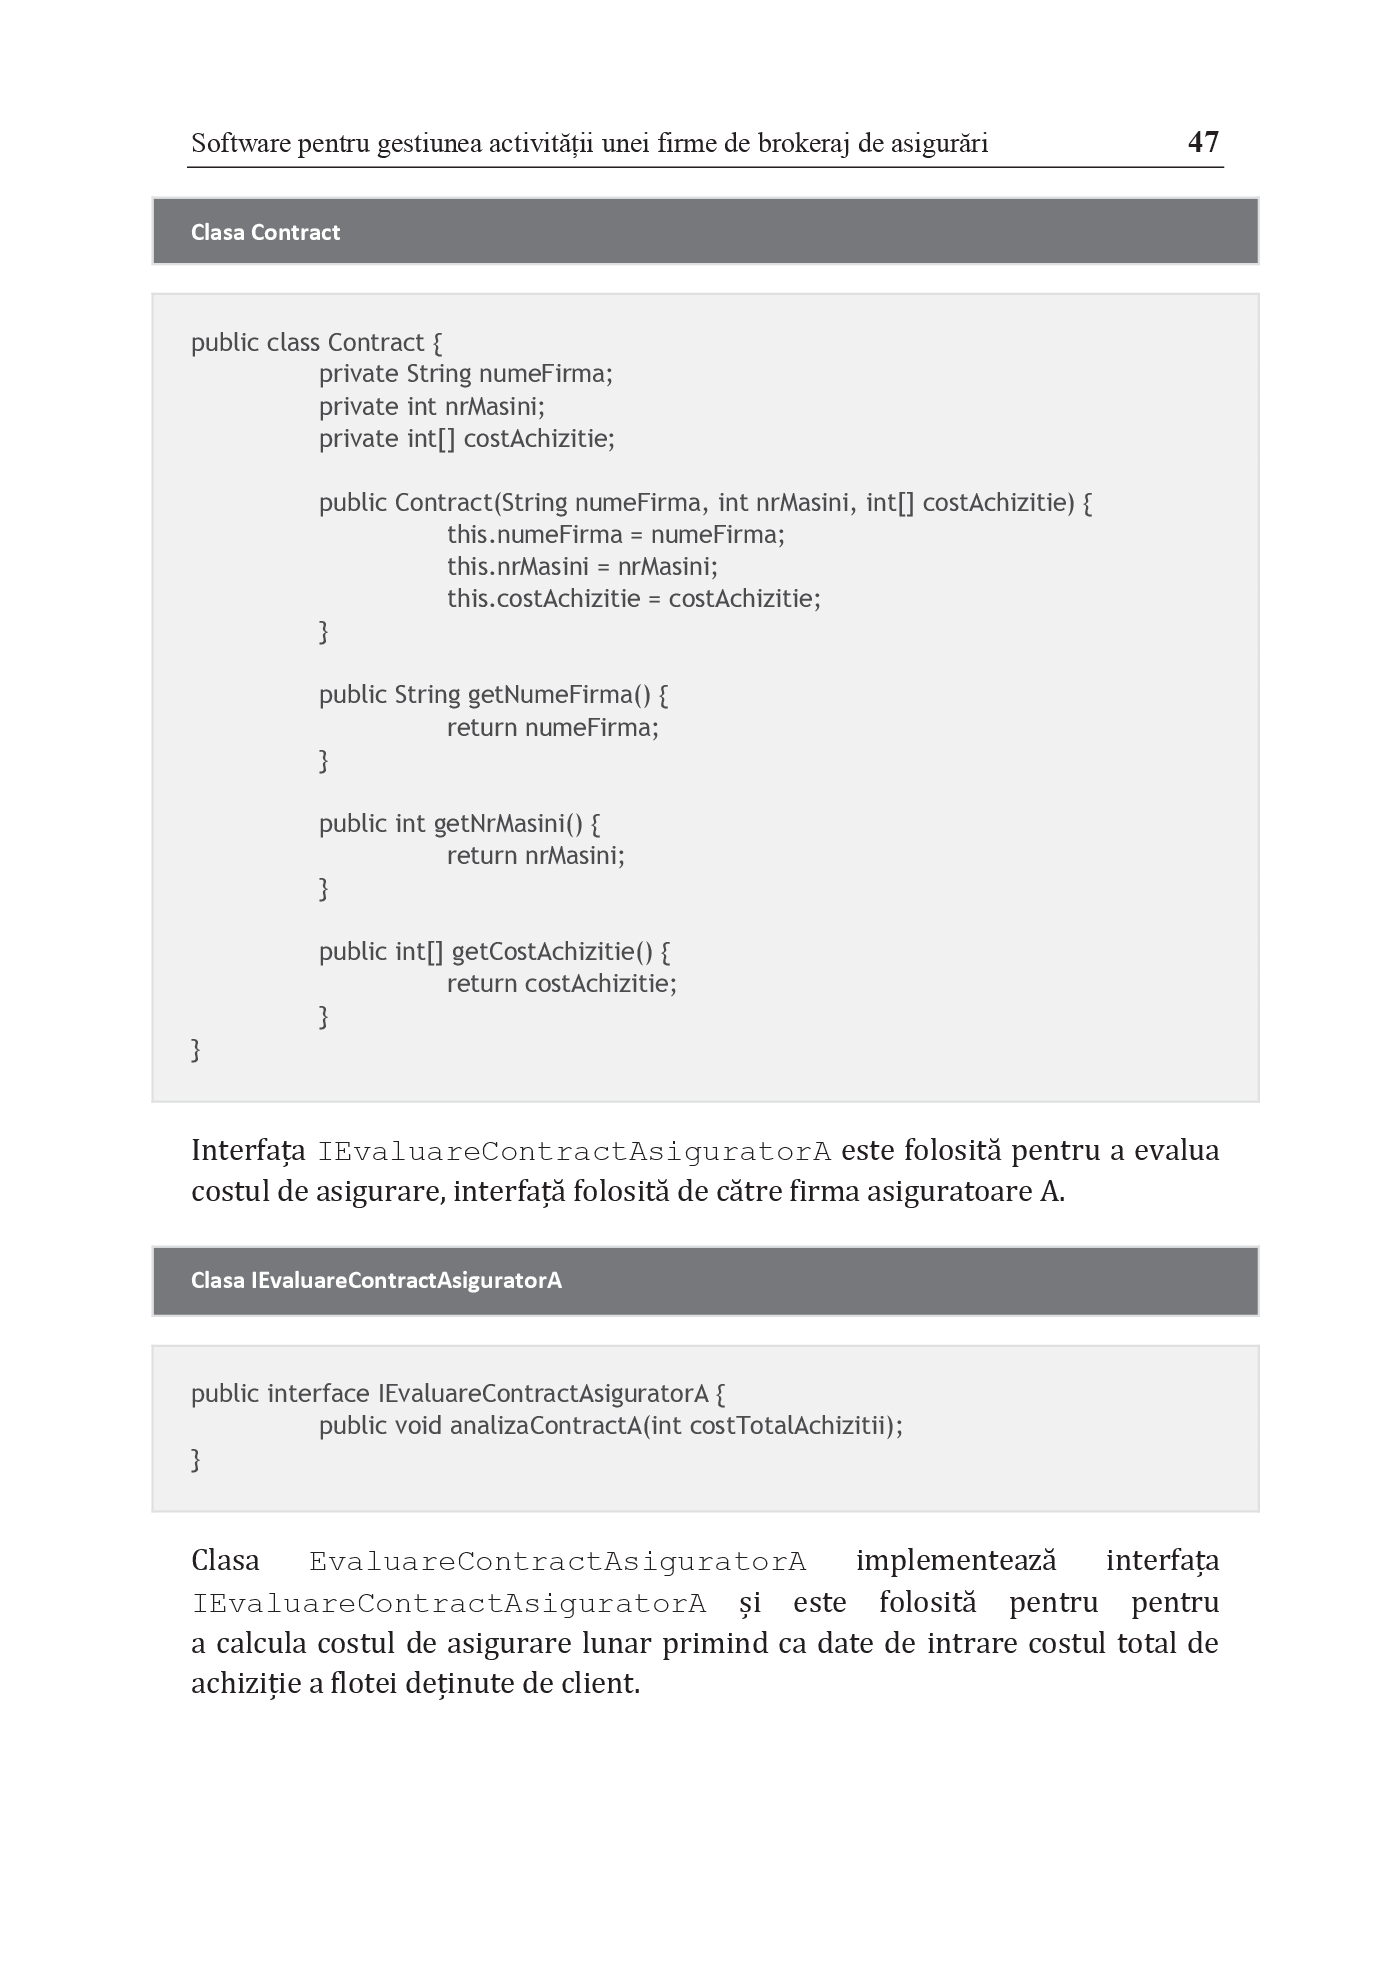 Software pentru gestiunea activității unei firme de brokeraj de asigurări 47
Clasa Contract
public class Contract {
private String numeFirma;
private int nrMasini;
private int[] costAchizitie;
public Contract(String numeFirma, int nrMasini, int[] costAchizitie) {
this.numeFirma = numeFirma;
this.nrMasini = nrMasini;
this.costAchizitie = costAchizitie;
}
public String getNumeFirma() {
return numeFirma;
}
public int getNrMasini() {
return nrMasini;
}
public int[] getCostAchizitie() {
return costAchizitie;
}
}
Interfața IEvaluareContractAsiguratorA este folosită pentru a evalua
costul de asigurare, interfață folosită de către firma asiguratoare A.
Clasa IEvaluareContractAsiguratorA
public interface IEvaluareContractAsiguratorA {
public void analizaContractA(int costTotalAchizitii);
}
Clasa EvaluareContractAsiguratorA implementează interfața
IEvaluareContractAsiguratorA și este folosită pentru pentru
a calcula costul de asigurare lunar primind ca date de intrare costul total de
achiziție a flotei deținute de client.